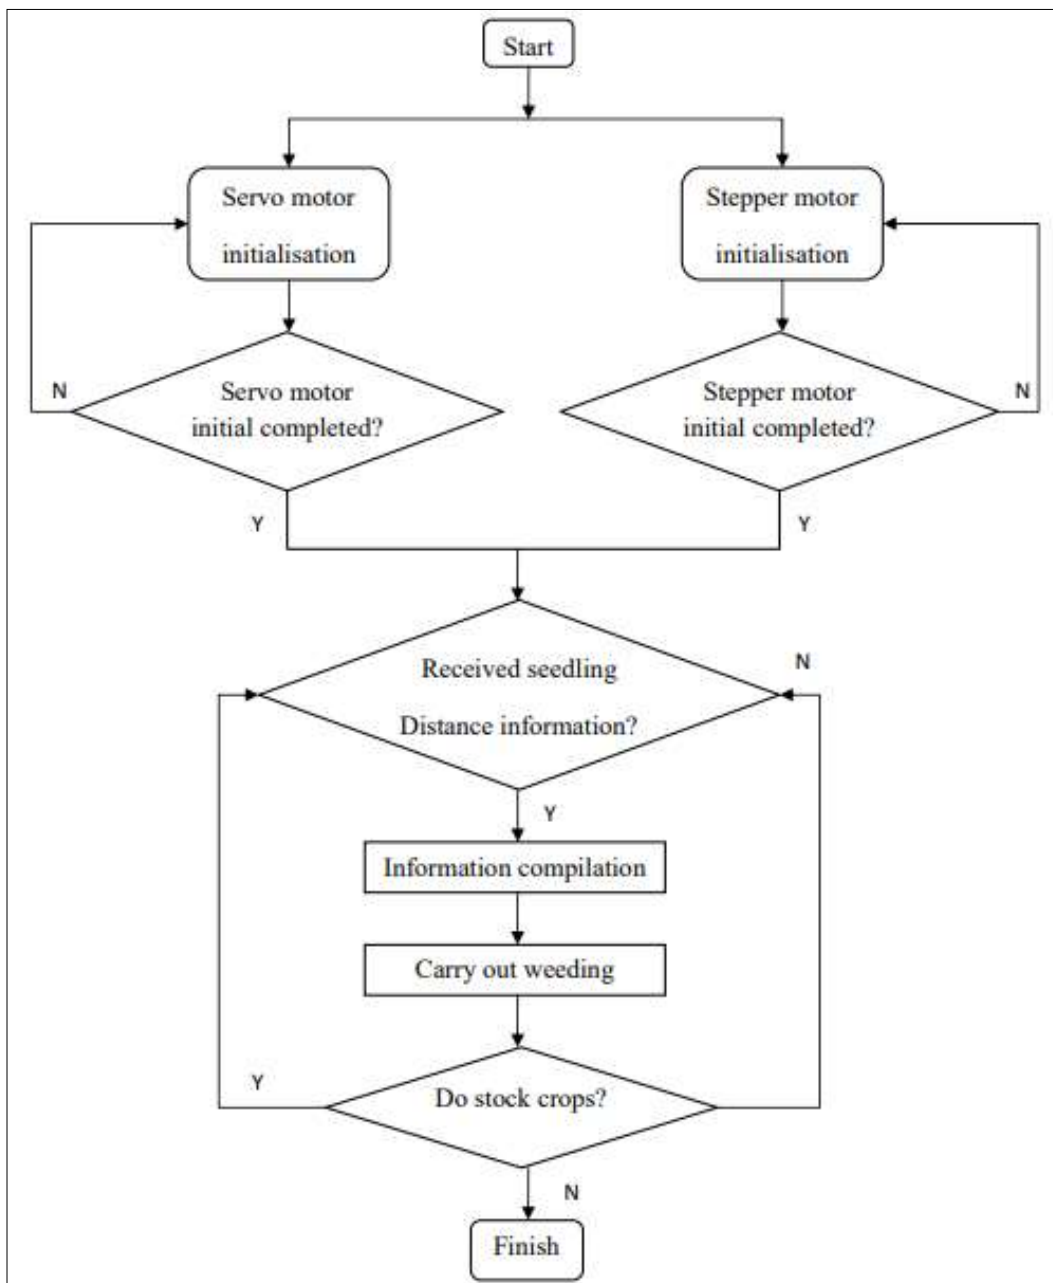 Start
Servo motor
initialisation
Stepper motor
initialisation
N
Servo motor
initial completed?
Stepper motor
initial completed?
N
Y
Y
Received seedling
Distance information?
N
Y
Information compilation
Carry out weeding
Y
Do stock crops?
N
Finish